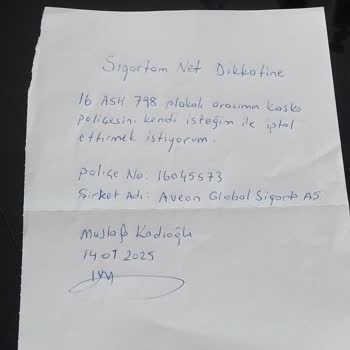 Sigortam Net Dikkatine
16 ASH 798 plakalı aracımın kasko
poliçesini kendi isteğim ile iptal
ettirmek istiyorum.
Poliçe No: 16045573
Şirket Adı: Aveon Global Sigorta AŞ
Mustafa Kadıoğlu
14.01.2025